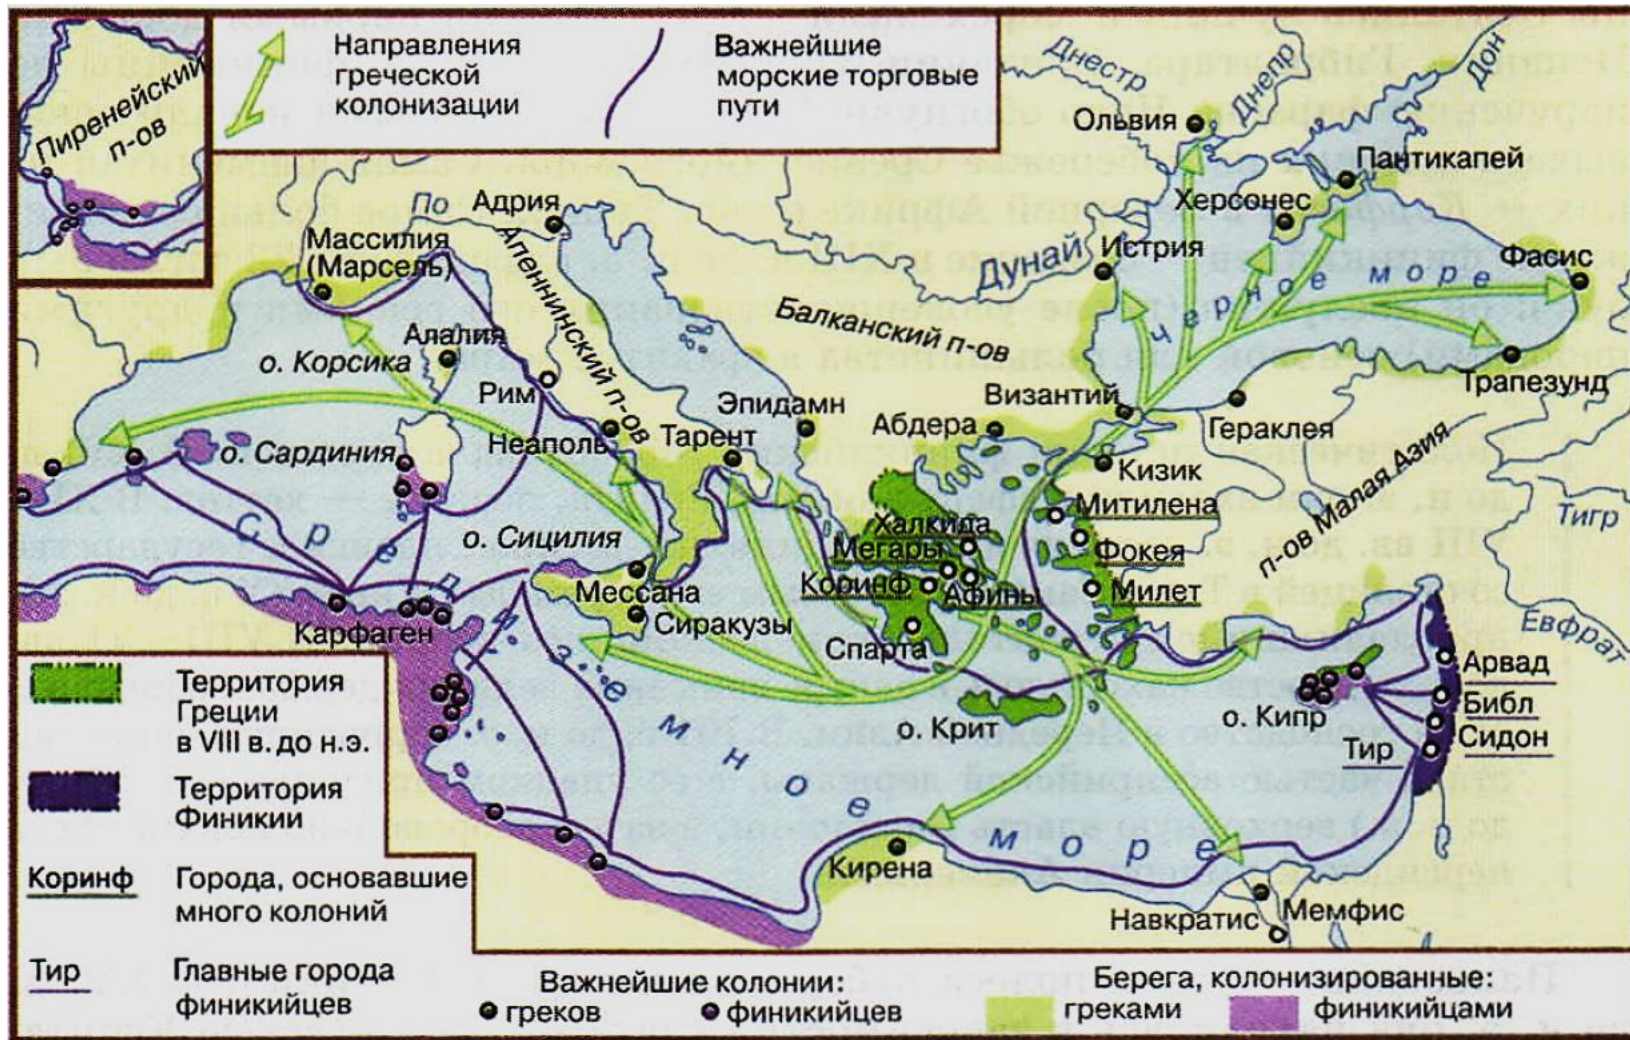 Пиренейский
п-ов
Направления
греческой
колонизации
Важнейшие
морские торговые
пути
Днестр
Днепр
Дон
Ольвия
Пантикапей
Херсонес
По
Адрия
Апеннинский п-ов
Массилия
(Марсель)
Дунай
Истрия
Фасис
Черное море
Балканский п-ов
Алалия
о. Корсика
Рим
Эпидамн
Византий
Трапезунд
Абдера
Гераклея
Неаполь
Тарент
о. Сардиния
Кизик
п-ов Малая Азия
Митилена
Тигр
Халкида
о. Сицилия
Мегары
Фокея
Коринф
Афины
Милет
Мессана
Сиракузы
Спарта
Евфрат
Карфаген
Средиземное море
Арвад
Библ
о. Кипр
о. Крит
Сидон
Тир
Кирена
Навкратис
Мемфис
Территория
Греции
в VIII в. до н.э.
Территория
Финикии
Коринф
Города, основавшие
много колоний
Тир
Главные города
финикийцев
Важнейшие колонии:
греков
финикийцев
Берега, колонизированные:
греками
финикийцами